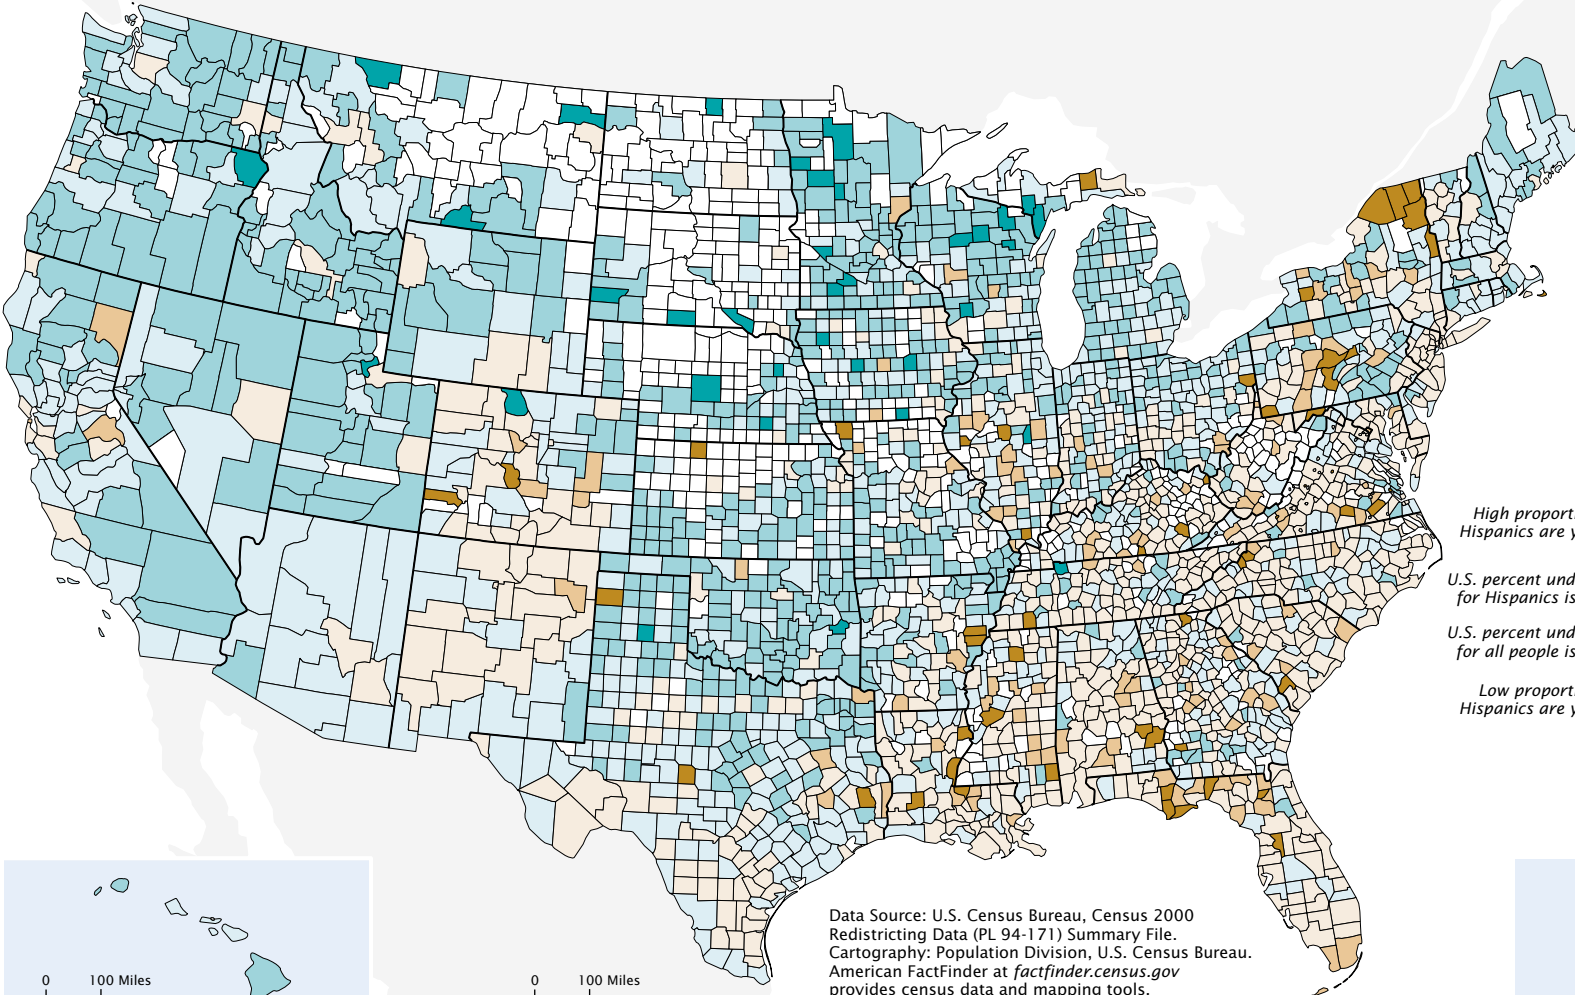 High proporti
Hispanics are y
U.S. percent und
for Hispanics is
U.S. percent und
for all people is
Low proporti
Hispanics are y
Data Source: U.S. Census Bureau, Census 2000
Redistricting Data (PL 94-171) Summary File.
Cartography: Population Division, U.S. Census Bureau.
American FactFinder at factfinder.census.gov
provides census data and mapping tools.
0 100 Miles
0 100 Miles